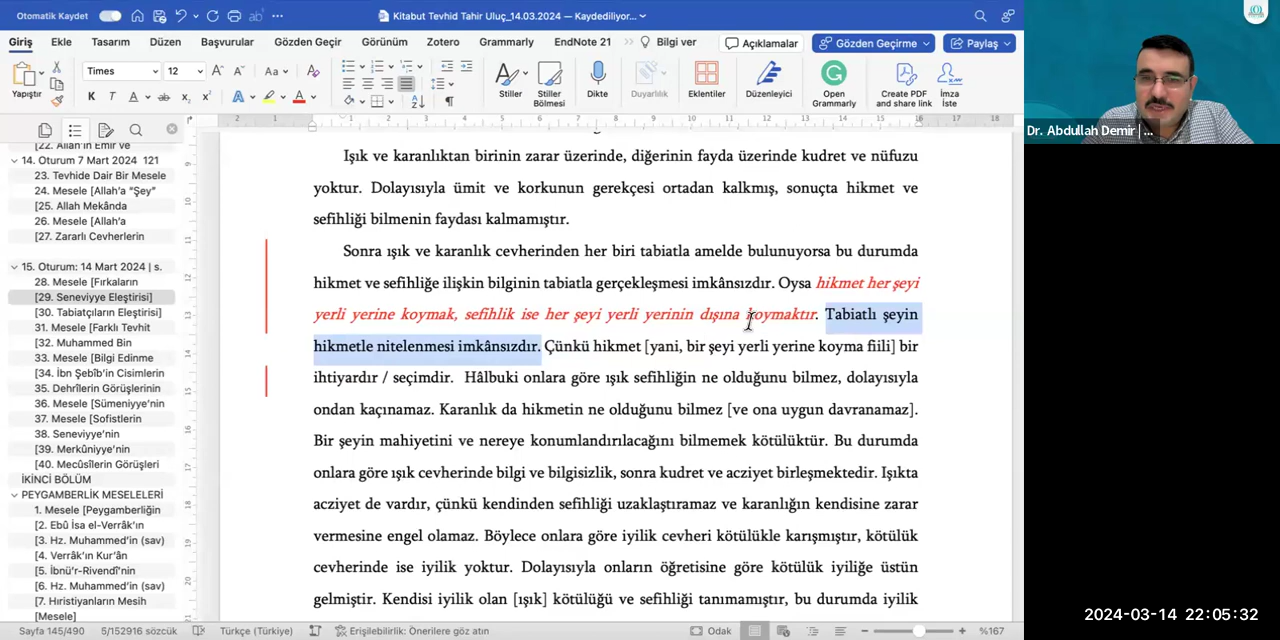 Otomatik Kaydet
Kitabut Tevhid Tahir Uluç_14.03.2024 — Kaydediliyor...
Giriş Ekle Tasarım Düzen Başvurular Gözden Geçir Görünüm Zotero Grammarly EndNote 21 Bilgi ver Açıklamalar Gözden Geçirme Paylaş
Yapıştır
Times 12
K T A
Stiller
Stiller Bölmesi
Dikte
Duyarlılık
Eklentiler
Düzenleyici
Open Grammarly
Create PDF and share link
İmza İste
[22. Allah'ın Emir ve
14. Oturum 7 Mart 2024 121
23. Tevhide Dair Bir Mesele
24. Mesele [Allah'a "Şey"
[25. Allah Mekânda
26. Mesele [Allah'a
[27. Zararlı Cevherlerin
15. Oturum: 14 Mart 2024 | s.
28. Mesele [Fırkaların
[29. Seneviyye Eleştirisi]
[30. Tabiatçıların Eleştiris]
31. Mesele [Farklı Tevhit
32. Muhammed Bin
33. Mesele [Bilgi Edinme
[34. İbn Şebîb'in Cisimlerin
35. Mesele [Dehrîlerin Görüşlerinin
36. Mesele [Sümeniyye'nin
37. Mesele [Sofistlerin
38. Seneviyye'nin
[39. Merkûniyye'nin
[40. Mecûsîlerin Görüşleri
İKİNCİ BÖLÜM
PEYGAMBERLİK MESELELERİ
1. Mesele [Peygamberliğin
[2. Ebû İsa el-Verrâk'ın
[3. Hz. Muhammed'in (sav)
[4. Verrâk'ın Kur'ân
[5. İbnü'r-Rivendî'nin
[6. Hz. Muhammed'in (sav)
[7. Hıristiyanların Mesih
[Mesele]
Işık ve karanlıktan birinin zarar üzerinde, diğerinin fayda üzerinde kudret ve nüfuzu
yoktur. Dolayısıyla ümit ve korkunun gerekçesi ortadan kalkmış, sonuçta hikmet ve
sefihliği bilmenin faydası kalmamıştır.
Sonra ışık ve karanlık cevherinden her biri tabiatla amelde bulunuyorsa bu durumda
hikmet ve sefihliğe ilişkin bilginin tabiatla gerçekleşmesi imkânsızdır. Oysa hikmet her şeyi
yerli yerine koymak, sefihlik ise her şeyi yerli yerinin dışına koymaktır. Tabiatlı şeyin
hikmetle nitelenmesi imkânsızdır. Çünkü hikmet [yani, bir şeyi yerli yerine koyma fiili] bir
ihtiyardır / seçimdir. Hâlbuki onlara göre ışık sefihliğin ne olduğunu bilmez, dolayısıyla
ondan kaçınamaz. Karanlık da hikmetin ne olduğunu bilmez [ve ona uygun davranamaz].
Bir şeyin mahiyetini ve nereye konumlandırılacağını bilmemek kötülüktür. Bu durumda
onlara göre ışık cevherinde bilgi ve bilgisizlik, sonra kudret ve acziyet birleşmektedir. Işıkta
acziyet de vardır, çünkü kendinden sefihliği uzaklaştıramaz ve karanlığın kendisine zarar
vermesine engel olamaz. Böylece onlara göre iyilik cevheri kötülükle karışmıştır, kötülük
cevherinde ise iyilik yoktur. Dolayısıyla onların öğretisine göre kötülük iyiliğe üstün
gelmiştir. Kendisi iyilik olan [ışık] kötülüğü ve sefihliği tanımamıştır, bu durumda iyilik
Sayfa 145/490 5/152916 sözcük Türkçe (Türkiye) Erişilebilirlik: Önerilere göz atın Odak %167
Dr. Abdullah Demir | ...
2024-03-14 22:05:32